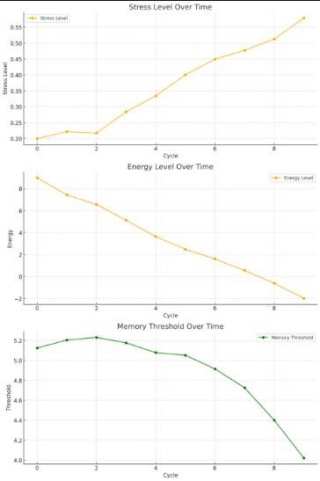 Stress Level Over Time
Stress Level
0.55
0.50
0.45
0.40
0.35
0.30
0.25
0.20
Stress Level
0 2 4 6 8
Cycle
Energy Level Over Time
Energy Level
8
6
4
2
0
−2
Energy
0 2 4 6 8
Cycle
Memory Threshold Over Time
Memory Threshold
5.2
5.0
4.8
4.6
4.4
4.2
4.0
Threshold
0 2 4 6 8
Cycle